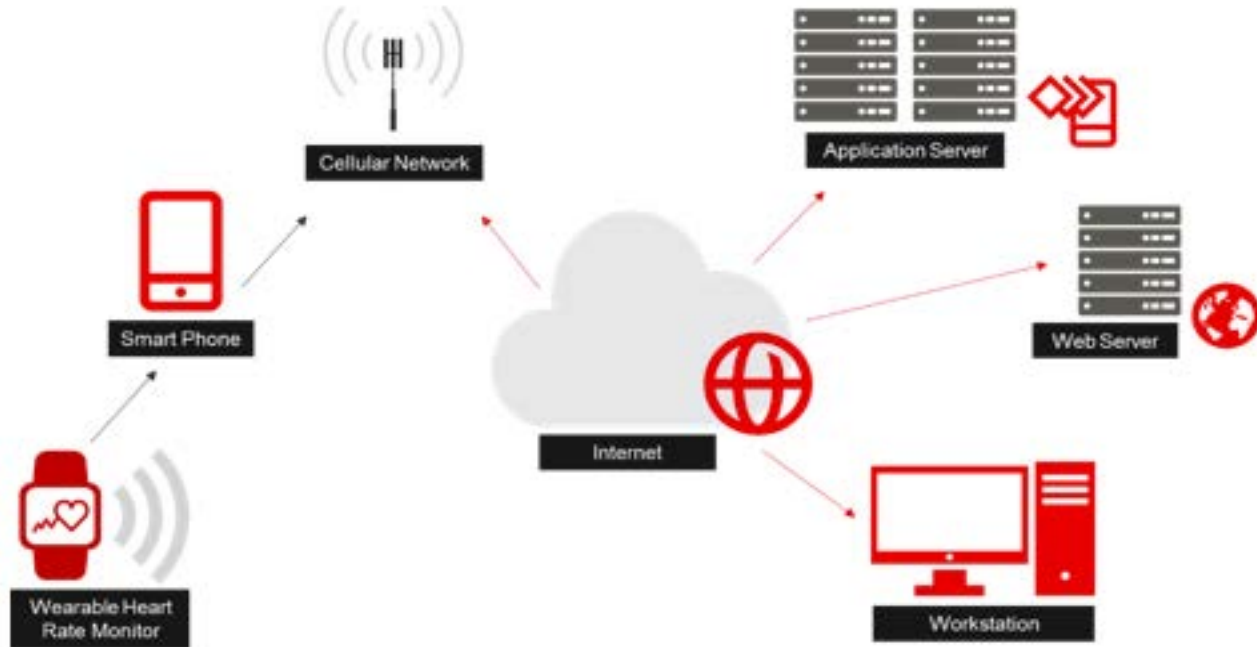 Cellular Network
Application Server
Smart Phone
Web Server
Internet
Wearable Heart
Rate Monitor
Workstation